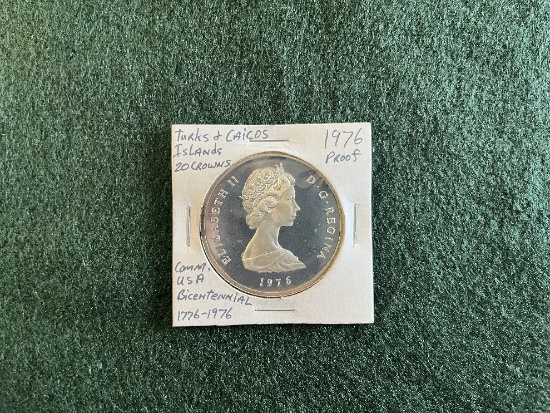 Turks & CAICOS
Islands
20 CROWNS
1976
PROOF
ELIZABETH II D·G·REGINA
1976
Comm.
USA
Bicentennial
1776-1976